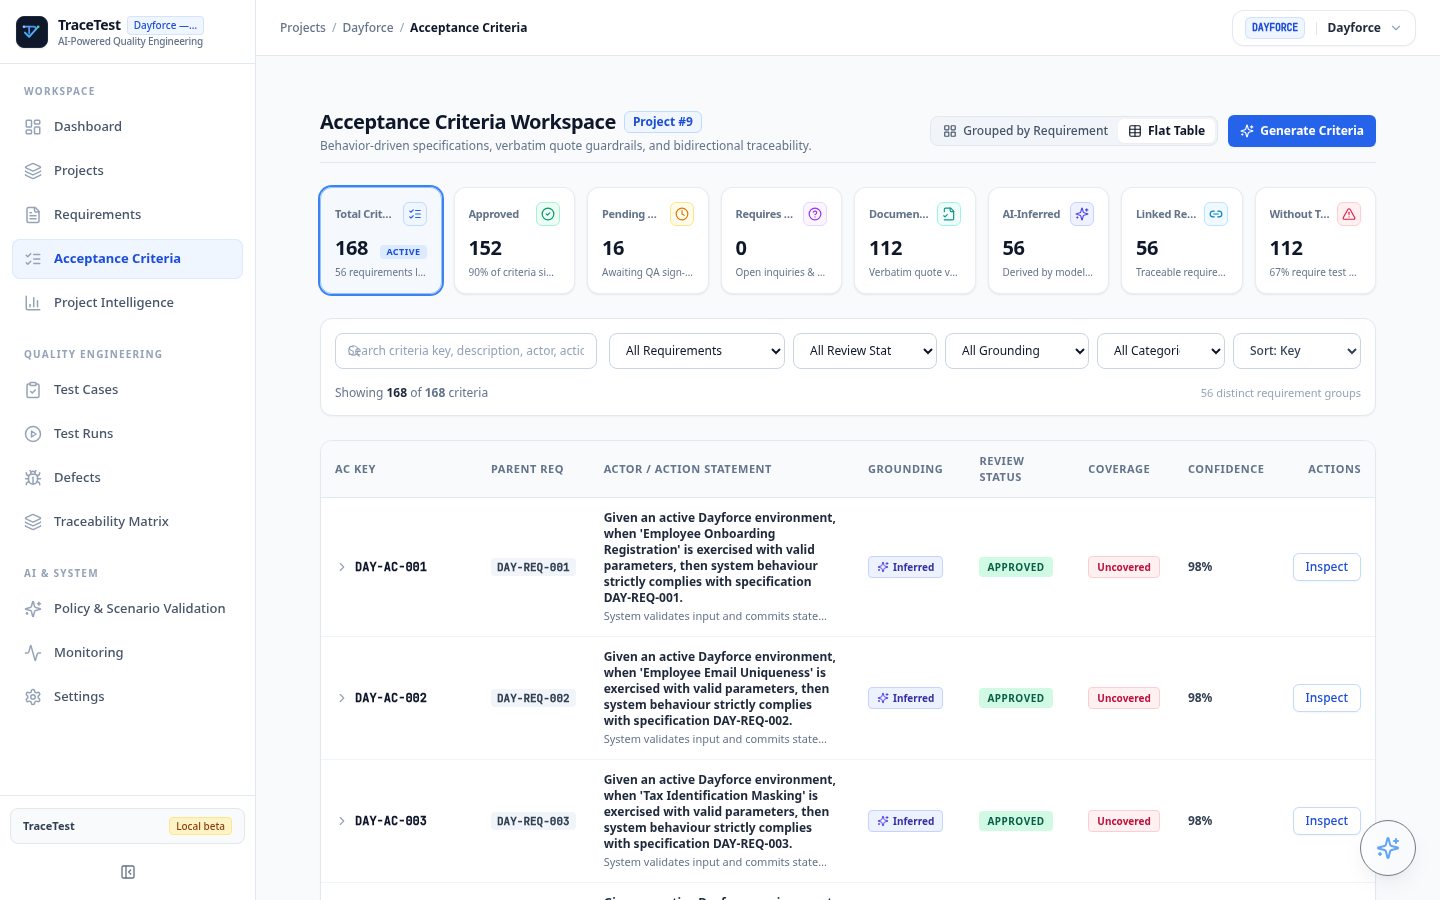 TraceTest
Dayforce —...
AI-Powered Quality Engineering
Projects / Dayforce / Acceptance Criteria
DAYFORCE
Dayforce
WORKSPACE
Dashboard
Projects
Requirements
Acceptance Criteria
Project Intelligence
QUALITY ENGINEERING
Test Cases
Test Runs
Defects
Traceability Matrix
AI & SYSTEM
Policy & Scenario Validation
Monitoring
Settings
TraceTest
Local beta
Acceptance Criteria Workspace
Project #9
Behavior-driven specifications, verbatim quote guardrails, and bidirectional traceability.
Grouped by Requirement
Flat Table
Generate Criteria
Total Crit...
168
ACTIVE
56 requirements l...
Approved
152
90% of criteria si...
Pending ...
16
Awaiting QA sign-...
Requires ...
0
Open inquiries & ...
Documen...
112
Verbatim quote v...
AI-Inferred
56
Derived by model...
Linked Re...
56
Traceable require...
Without T...
112
67% require test ...
Search criteria key, description, actor, actic
All Requirements
All Review Stat
All Grounding
All Categori
Sort: Key
Showing 168 of 168 criteria
56 distinct requirement groups
AC KEY
PARENT REQ
ACTOR / ACTION STATEMENT
GROUNDING
REVIEW
STATUS
COVERAGE
CONFIDENCE
ACTIONS
DAY-AC-001
DAY-REQ-001
Given an active Dayforce environment,
when 'Employee Onboarding
Registration' is exercised with valid
parameters, then system behaviour
strictly complies with specification
DAY-REQ-001.
System validates input and commits state...
Inferred
APPROVED
Uncovered
98%
Inspect
DAY-AC-002
DAY-REQ-002
Given an active Dayforce environment,
when 'Employee Email Uniqueness' is
exercised with valid parameters, then
system behaviour strictly complies
with specification DAY-REQ-002.
System validates input and commits state...
Inferred
APPROVED
Uncovered
98%
Inspect
DAY-AC-003
DAY-REQ-003
Given an active Dayforce environment,
when 'Tax Identification Masking' is
exercised with valid parameters, then
system behaviour strictly complies
with specification DAY-REQ-003.
System validates input and commits state...
Inferred
APPROVED
Uncovered
98%
Inspect